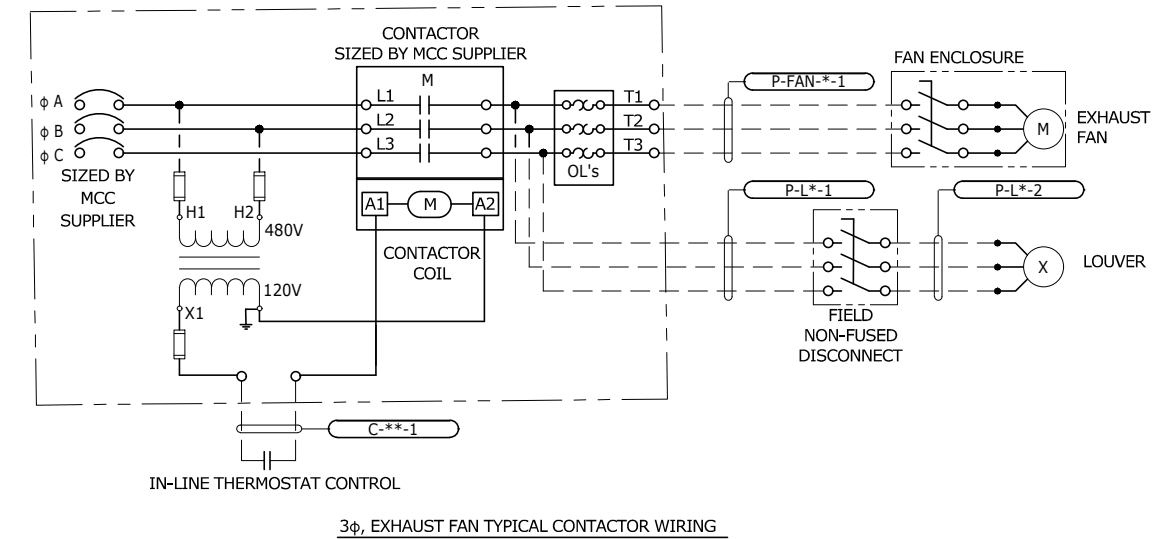 CONTACTOR
SIZED BY MCC SUPPLIER
FAN ENCLOSURE
M
P-FAN-*-1
ϕ A
L1
T1
ϕ B
L2
T2
M
EXHAUST
FAN
ϕ C
L3
T3
SIZED BY
MCC
SUPPLIER
OL's
P-L*-1
P-L*-2
A1
M
A2
H1
H2
480V
CONTACTOR
COIL
X
LOUVER
120V
X1
FIELD
NON-FUSED
DISCONNECT
C-**-1
IN-LINE THERMOSTAT CONTROL
3ϕ, EXHAUST FAN TYPICAL CONTACTOR WIRING